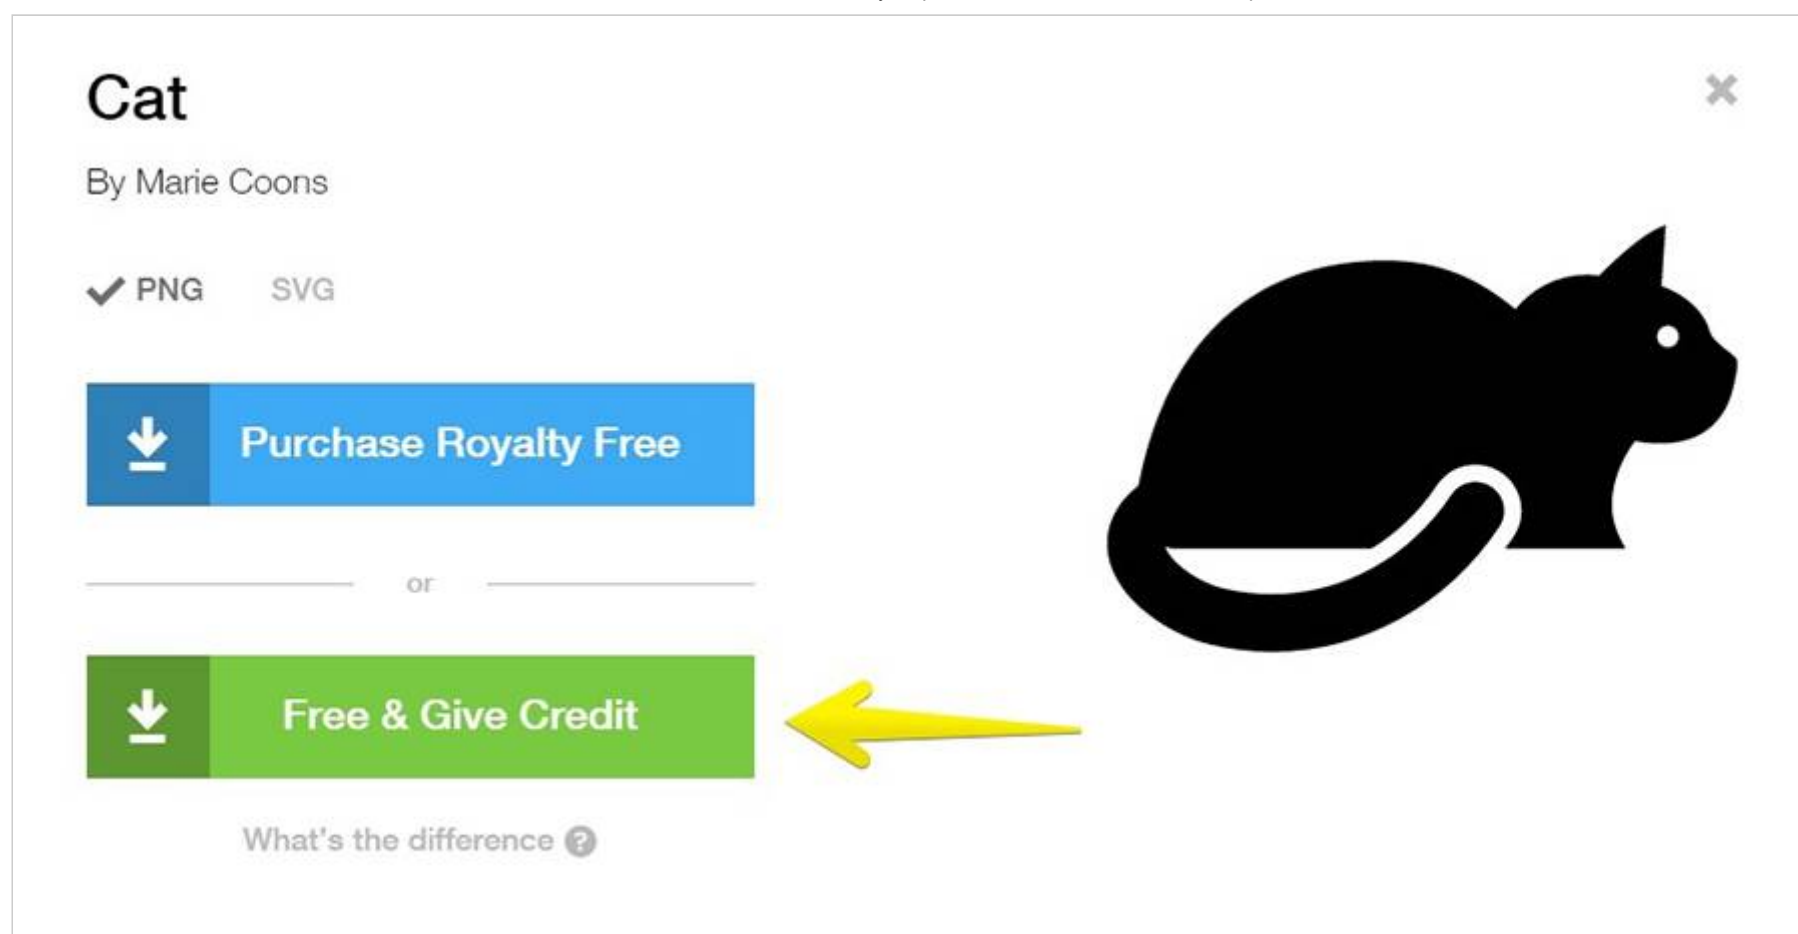 Cat
By Marie Coons
PNG SVG
Purchase Royalty Free
or
Free & Give Credit
What's the difference ?